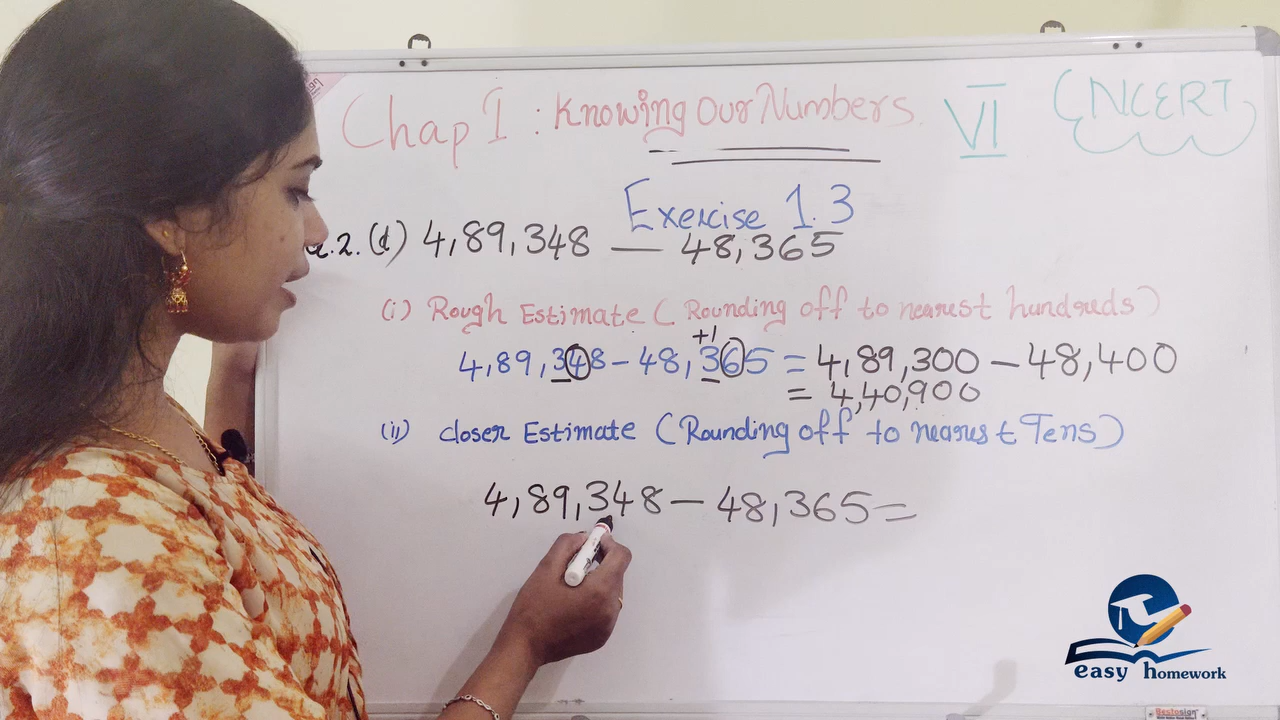 Chap I : Knowing Our Numbers. VI NCERT
Exercise 1.3
2. (d) 4,89,348 — 48,365
(i) Rough Estimate ( Rounding off to nearest hundreds)
+1
4,89,348 – 48,365 = 4,89,300 – 48,400
= 4,40,900
(ii) closer Estimate (Rounding off to nearest Tens)
4,89,348 – 48,365 =
easy homework